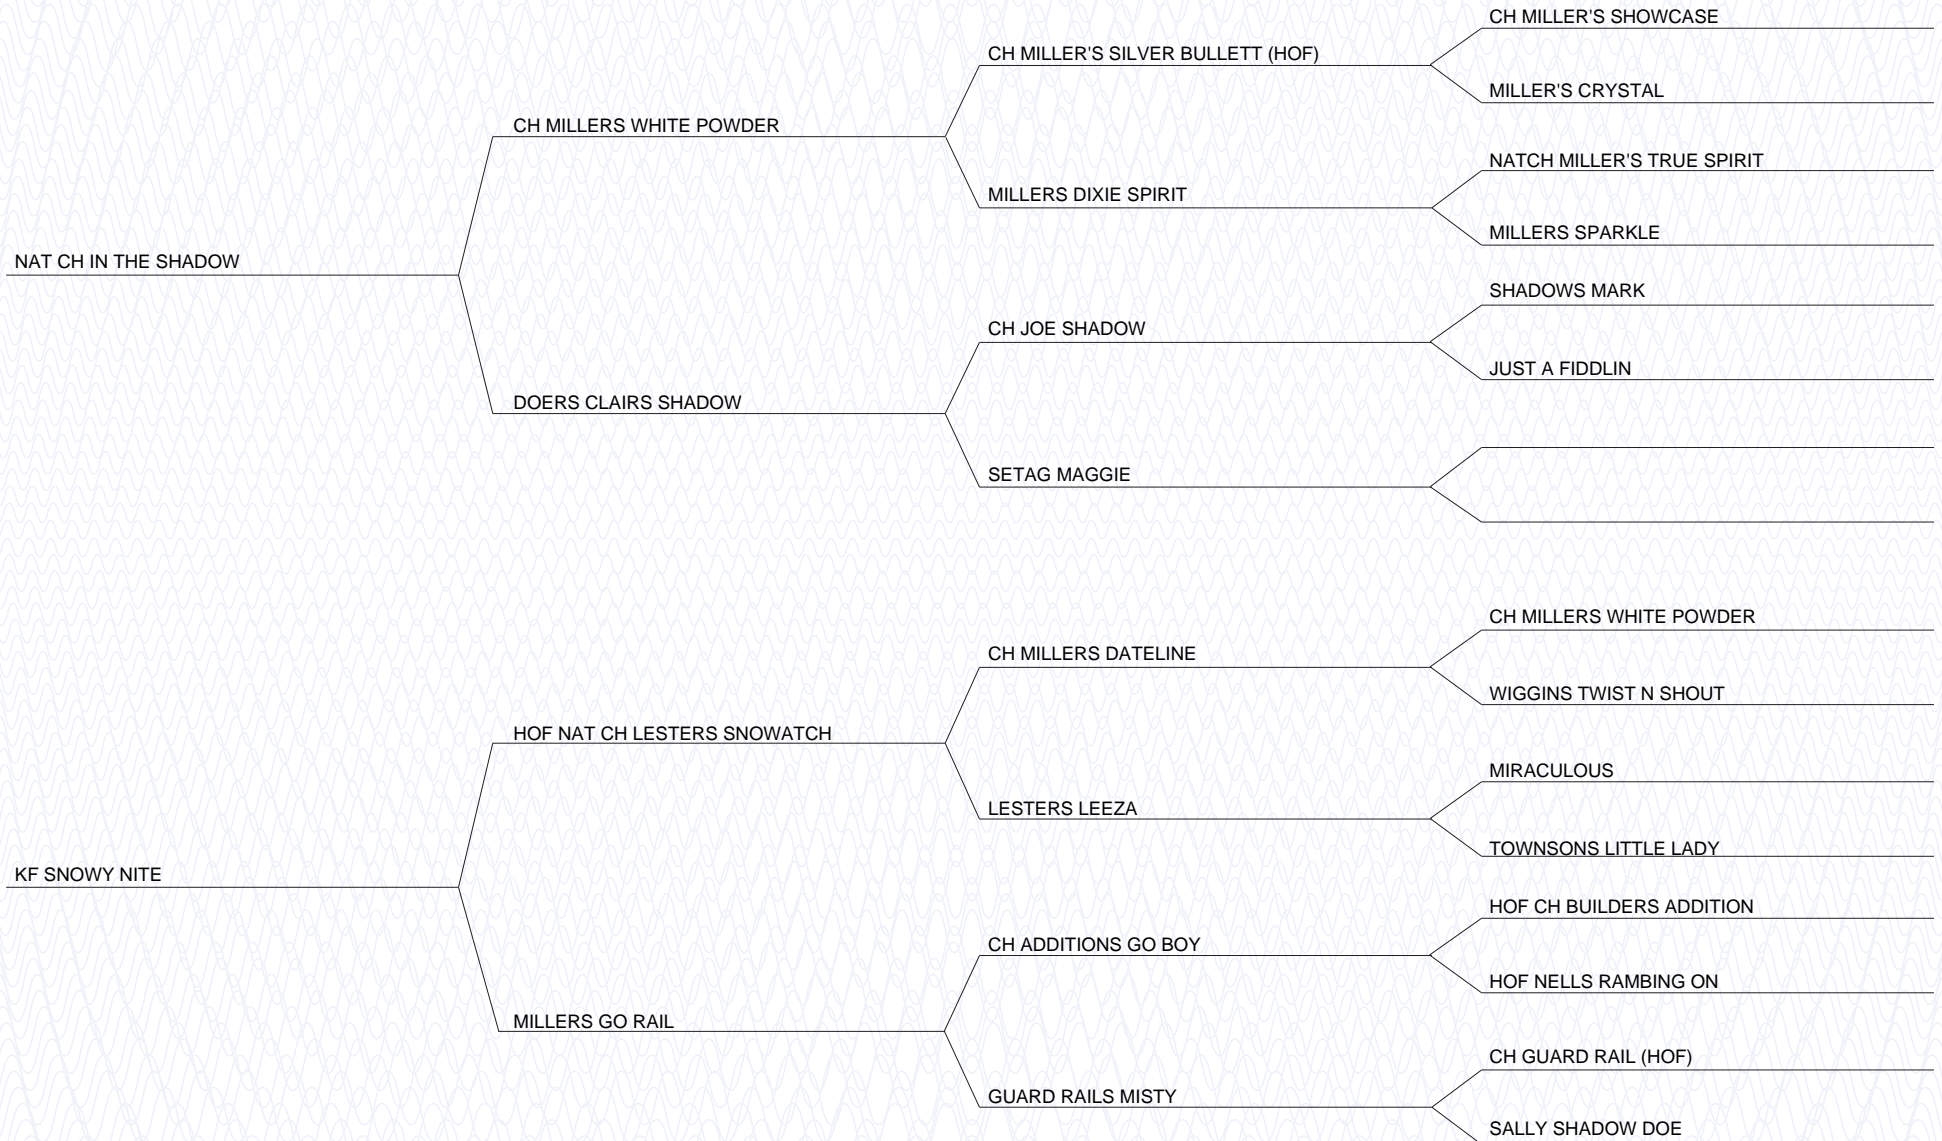 CH MILLER'S SHOWCASE
CH MILLER'S SILVER BULLETT (HOF)
MILLER'S CRYSTAL
CH MILLERS WHITE POWDER
NATCH MILLER'S TRUE SPIRIT
MILLERS DIXIE SPIRIT
MILLERS SPARKLE
NAT CH IN THE SHADOW
SHADOWS MARK
CH JOE SHADOW
JUST A FIDDLIN
DOERS CLAIRS SHADOW
SETAG MAGGIE
CH MILLERS WHITE POWDER
CH MILLERS DATELINE
WIGGINS TWIST N SHOUT
HOF NAT CH LESTERS SNOWATCH
MIRACULOUS
LESTERS LEEZA
TOWNSONS LITTLE LADY
KF SNOWY NITE
HOF CH BUILDERS ADDITION
CH ADDITIONS GO BOY
HOF NELLS RAMBING ON
MILLERS GO RAIL
CH GUARD RAIL (HOF)
GUARD RAILS MISTY
SALLY SHADOW DOE